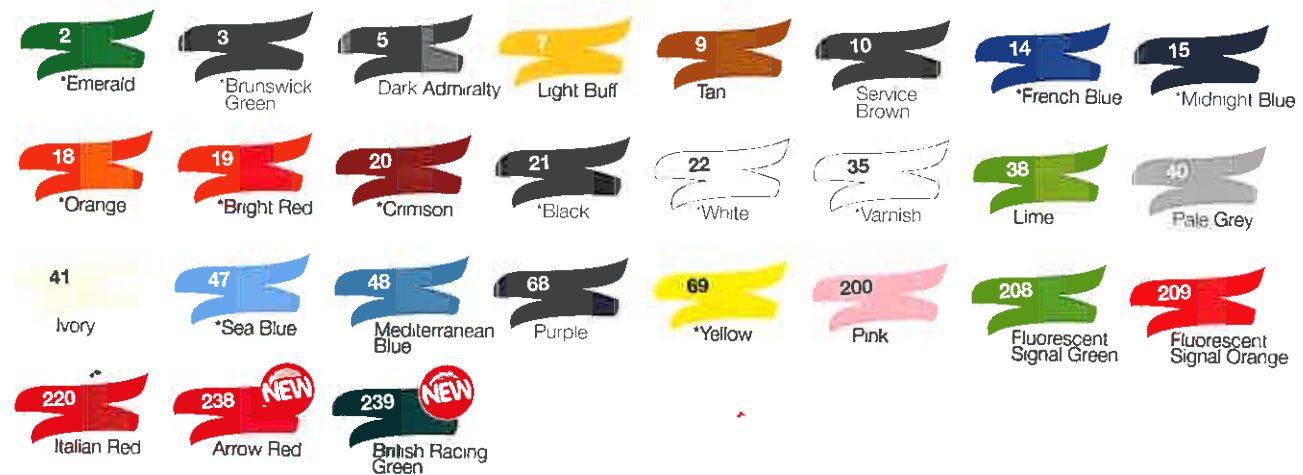 2 3 5 7 9 10 14 15
*Emerald *Brunswick Green Dark Admiralty Light Buff Tan Service Brown *French Blue *Midnight Blue
18 19 20 21 22 35 38 40
*Orange *Bright Red *Crimson *Black *White *Varnish Lime Pale Grey
41 47 48 68 69 200 208 209
Ivory *Sea Blue Mediterranean Blue Purple *Yellow Pink Fluorescent Signal Green Fluorescent Signal Orange
220 238 NEW 239 NEW
Italian Red Arrow Red British Racing Green